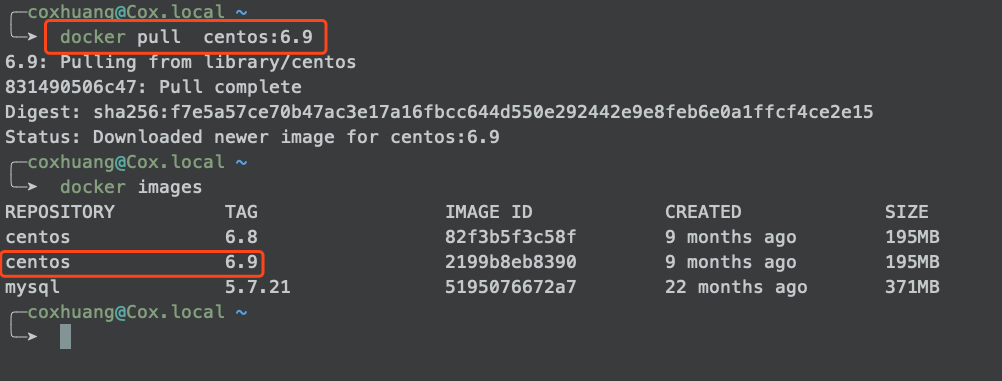 coxhuang@Cox.local ~
docker pull  centos:6.9
6.9: Pulling from library/centos
831490506c47: Pull complete
Digest: sha256:f7e5a57ce70b47ac3e17a16fbcc644d550e292442e9e8feb6e0a1ffcf4ce2e15
Status: Downloaded newer image for centos:6.9
coxhuang@Cox.local ~
docker images
REPOSITORY          TAG                 IMAGE ID            CREATED             SIZE
centos              6.8                 82f3b5f3c58f        9 months ago        195MB
centos              6.9                 2199b8eb8390        9 months ago        195MB
mysql               5.7.21              5195076672a7        22 months ago       371MB
coxhuang@Cox.local ~